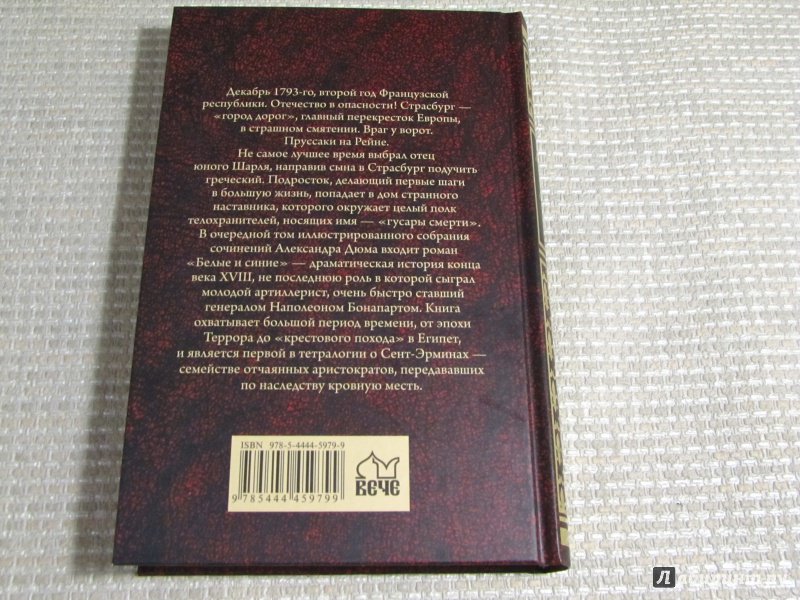 Декабрь 1793-го, второй год Французской
республики. Отечество в опасности! Страсбург —
«город дорог», главный перекресток Европы,
в страшном смятении. Враг у ворот.
Пруссаки на Рейне.
Не самое лучшее время выбрал отец
юного Шарля, направив сына в Страсбург подучить
греческий. Подросток, делающий первые шаги
в большую жизнь, попадает в дом странного
наставника, которого окружает целый полк
телохранителей, носящих имя — «гусары смерти».
В очередной том иллюстрированного собрания
сочинений Александра Дюма входит роман
«Белые и синие» — драматическая история конца
века XVIII, не последнюю роль в которой сыграл
молодой артиллерист, очень быстро ставший
генералом Наполеоном Бонапартом. Книга
охватывает большой период времени, от эпохи
Террора до «крестового похода» в Египет,
и является первой в тетралогии о Сент-Эрминах —
семействе отчаянных аристократов, передававших
по наследству кровную месть.
ISBN 978-5-4444-5979-9
9 785444 459799
ВЕЧЕ
Лабиринт.ру